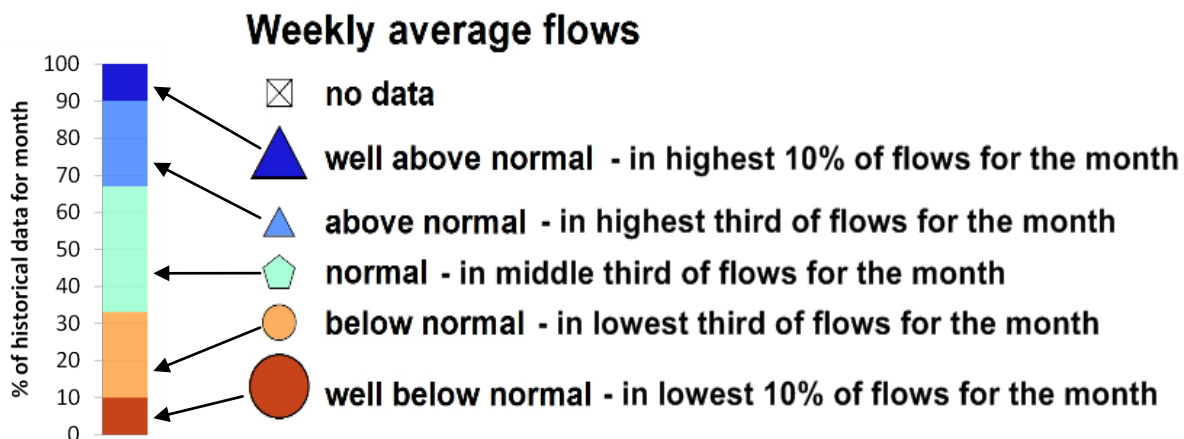 Weekly average flows
100
90
80
70
60
50
40
30
20
10
0
% of historical data for month
no data
well above normal - in highest 10% of flows for the month
above normal - in highest third of flows for the month
normal - in middle third of flows for the month
below normal - in lowest third of flows for the month
well below normal - in lowest 10% of flows for the month